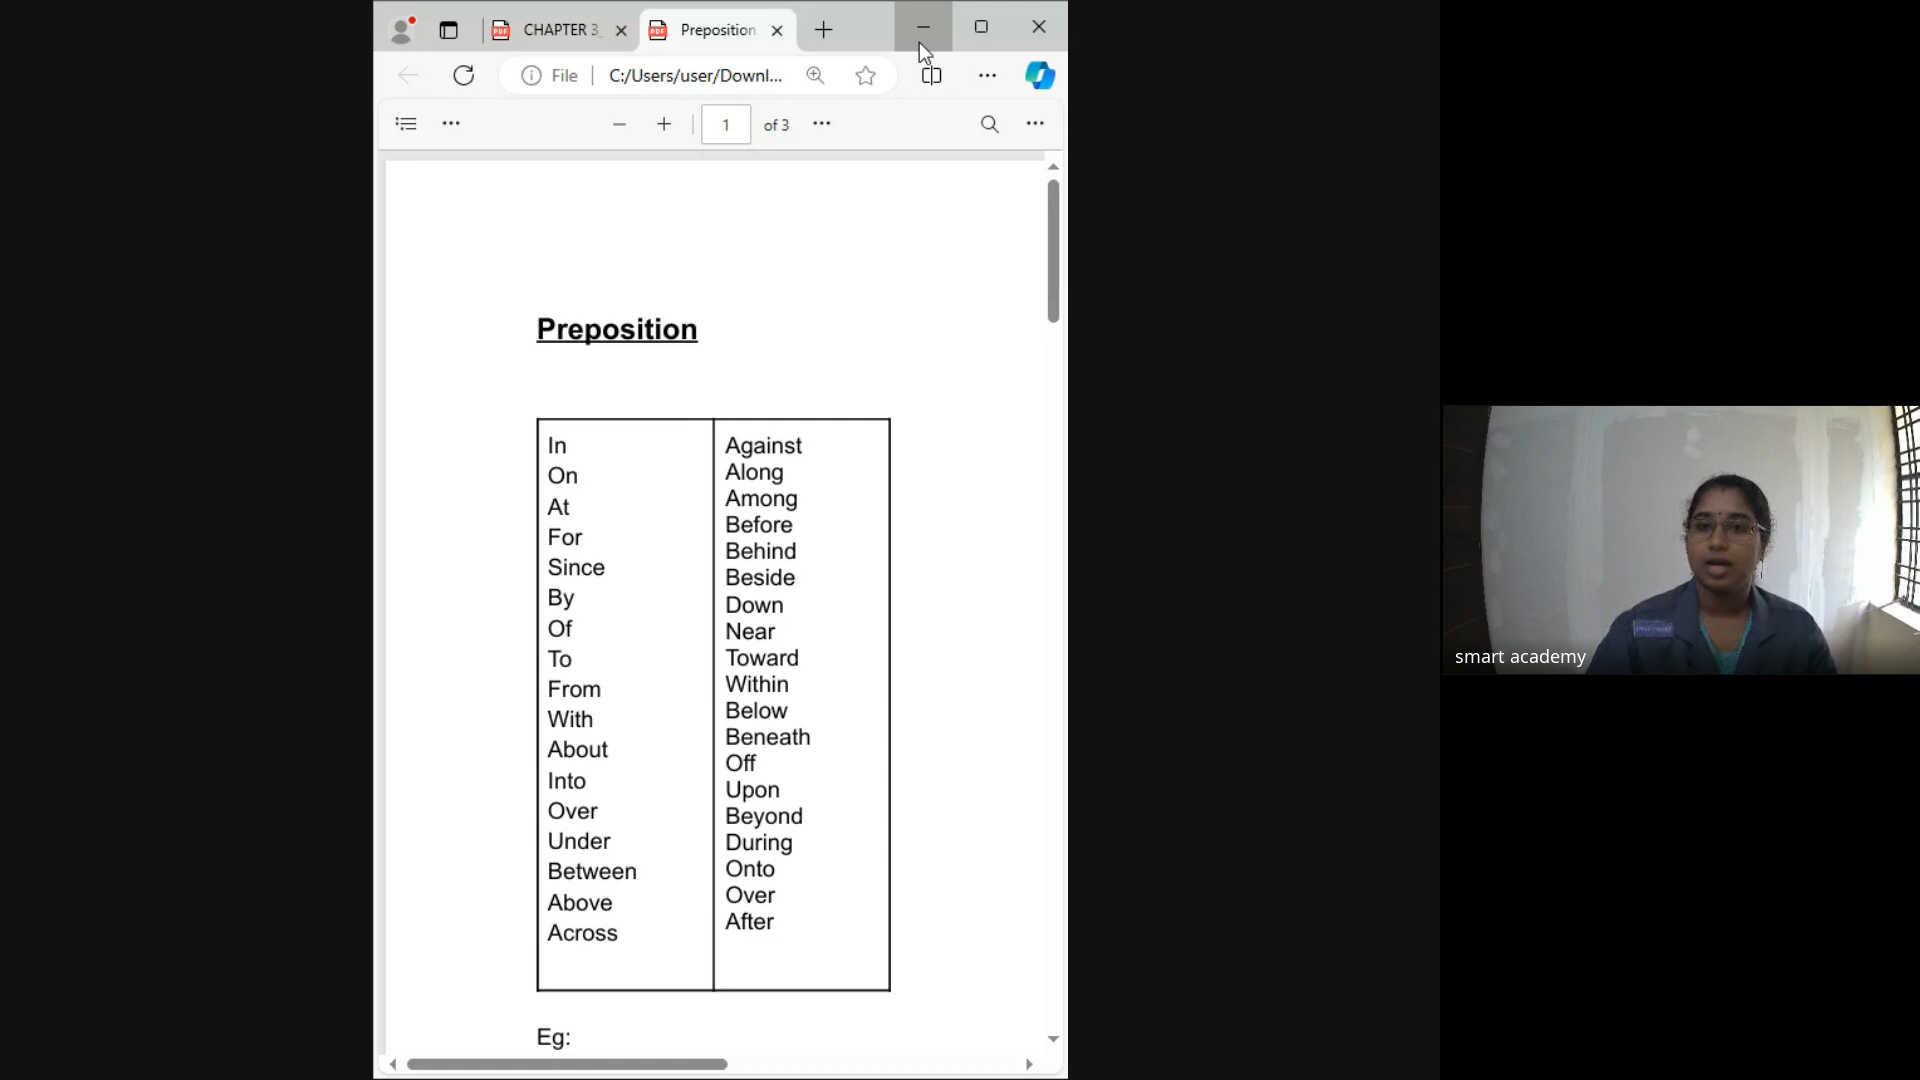 CHAPTER 3
Preposition
File
C:/Users/user/Downl...
1
of 3
Preposition
In
On
At
For
Since
By
Of
To
From
With
About
Into
Over
Under
Between
Above
Across
Against
Along
Among
Before
Behind
Beside
Down
Near
Toward
Within
Below
Beneath
Off
Upon
Beyond
During
Onto
Over
After
Eg:
smart academy